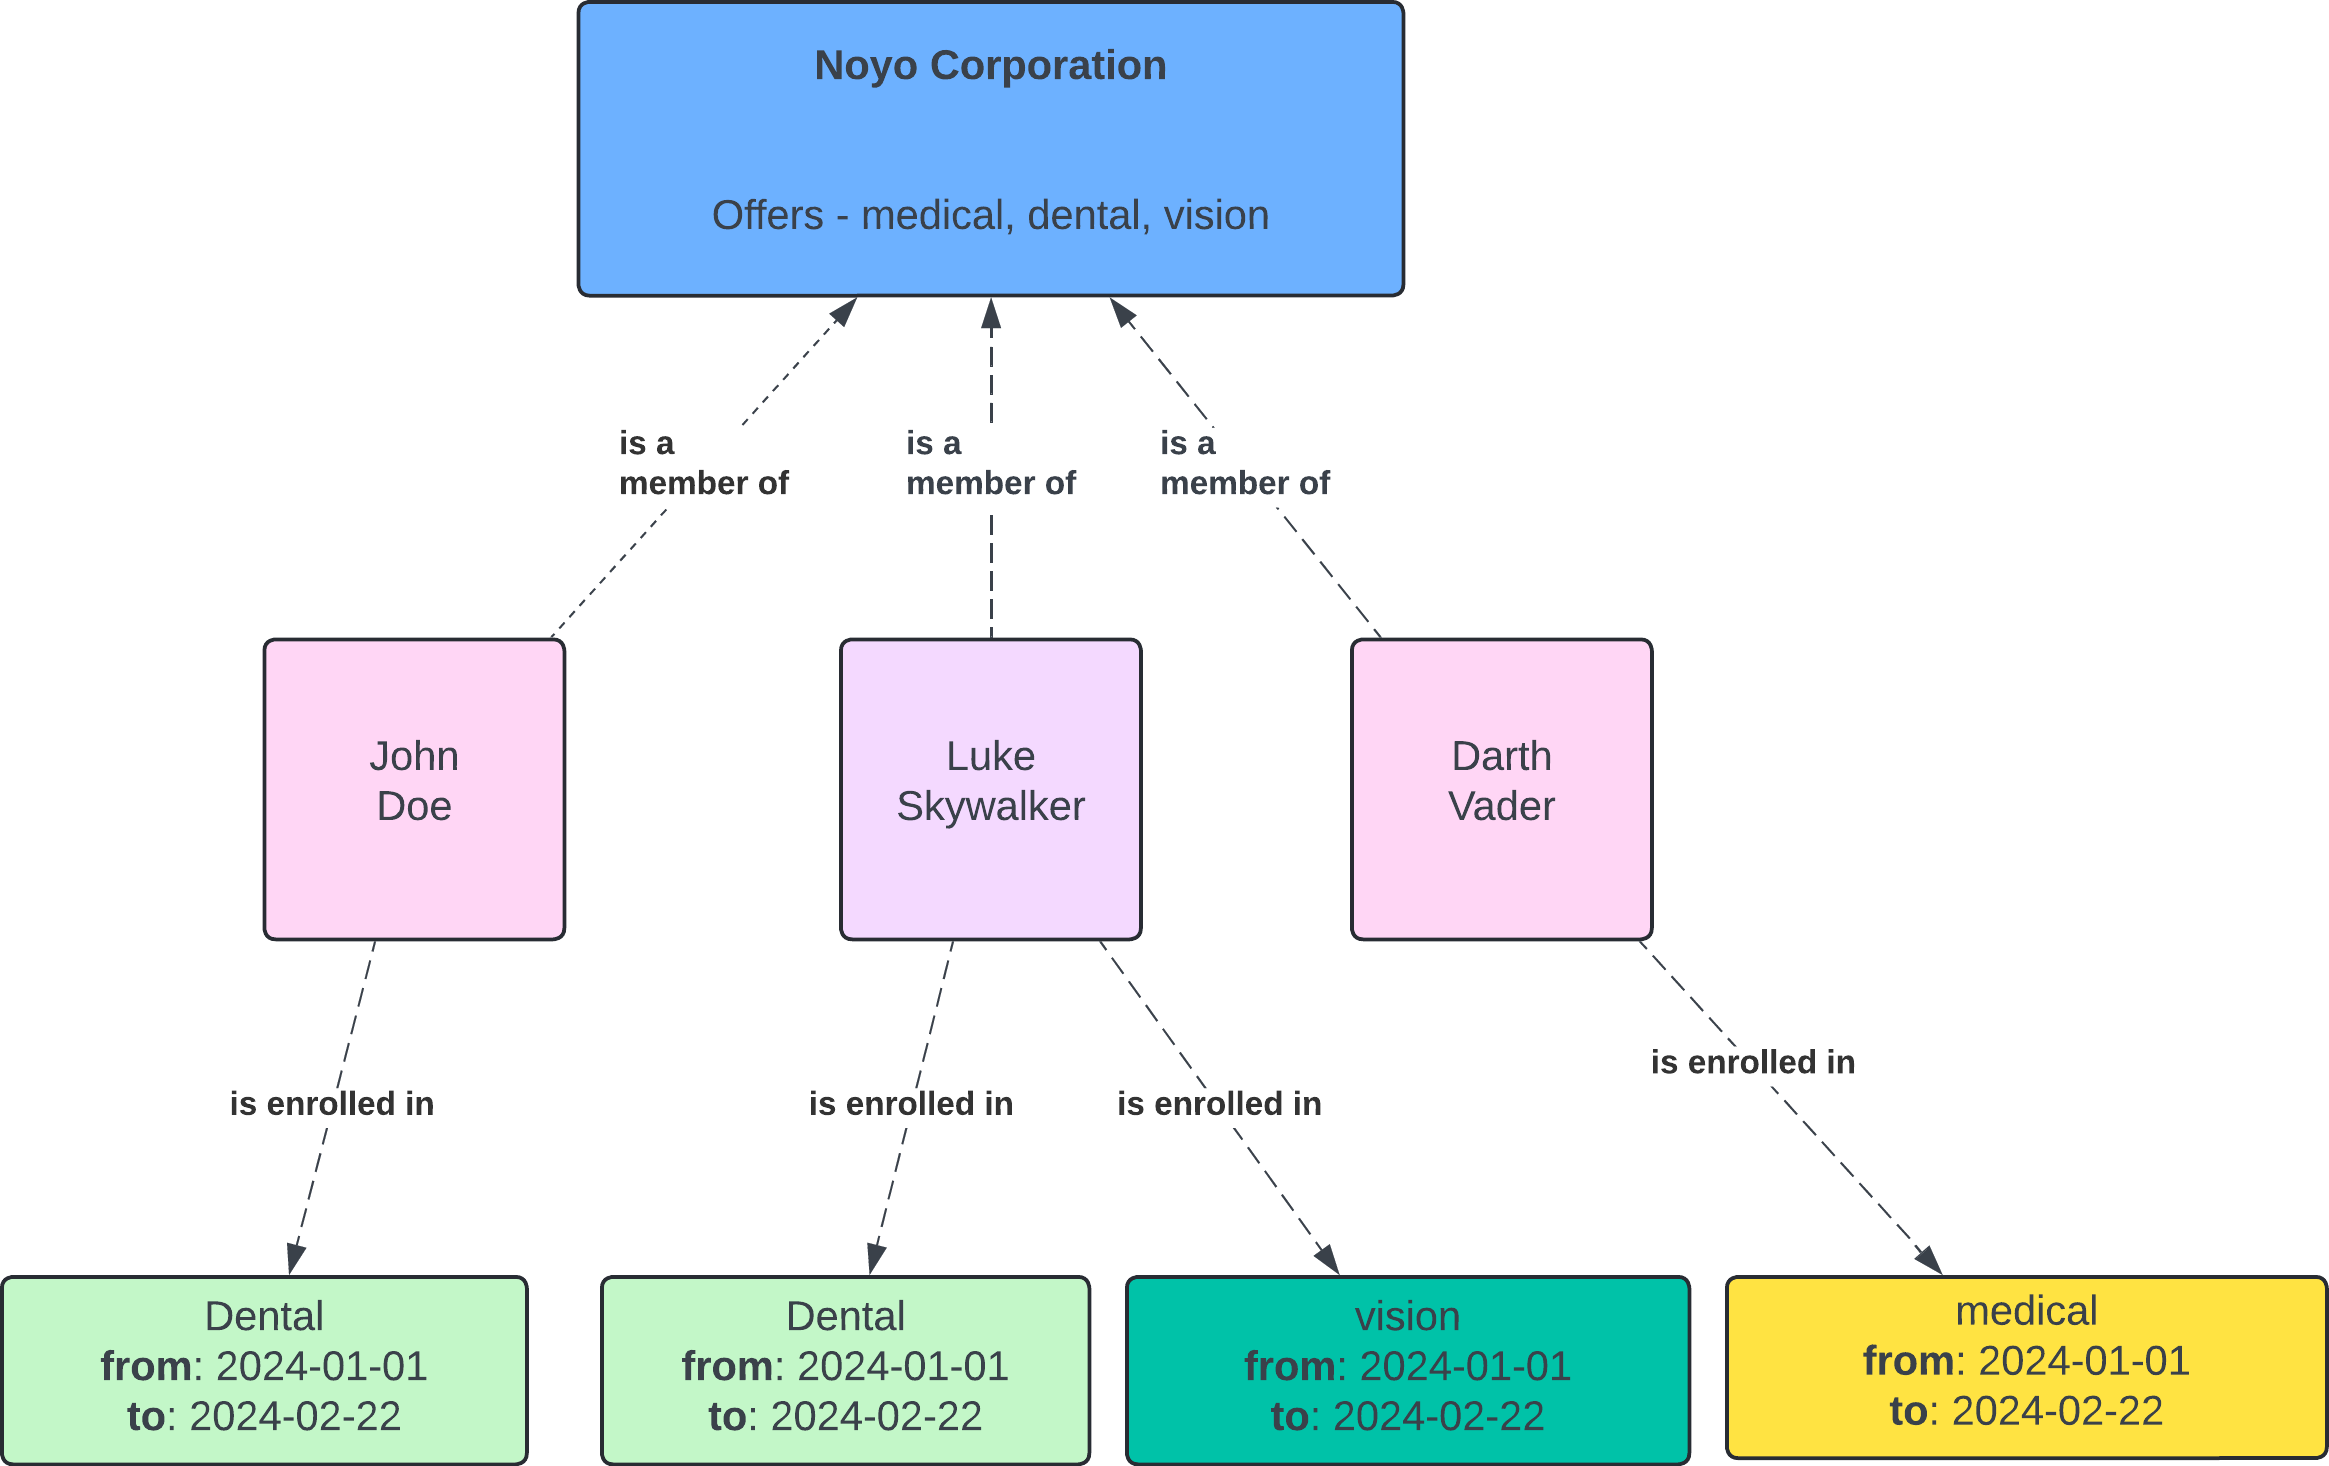 Noyo Corporation
Offers - medical, dental, vision
is a
member of
is a
member of
is a
member of
John
Doe
Luke
Skywalker
Darth
Vader
is enrolled in
is enrolled in
is enrolled in
is enrolled in
Dental
from: 2024-01-01
to: 2024-02-22
Dental
from: 2024-01-01
to: 2024-02-22
vision
from: 2024-01-01
to: 2024-02-22
medical
from: 2024-01-01
to: 2024-02-22